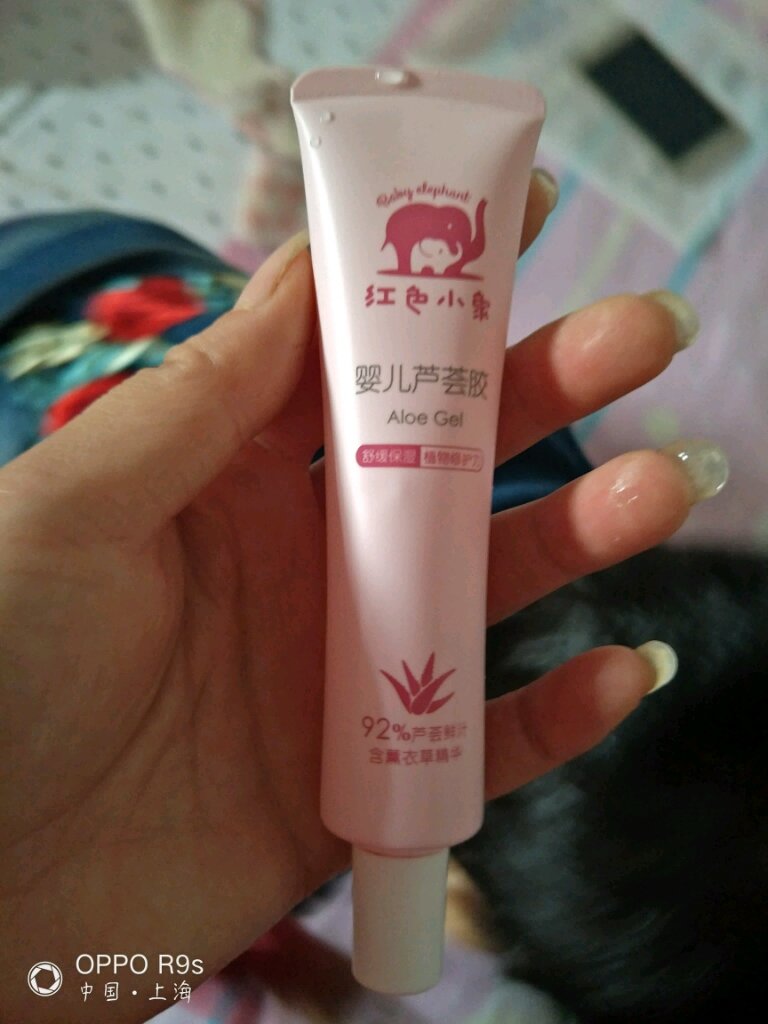 Baby elephant
红色小象
婴儿芦荟胶
Aloe Gel
舒缓保湿 植物修护力
92%芦荟鲜汁
含薰衣草精华
OPPO R9s
中国·上海